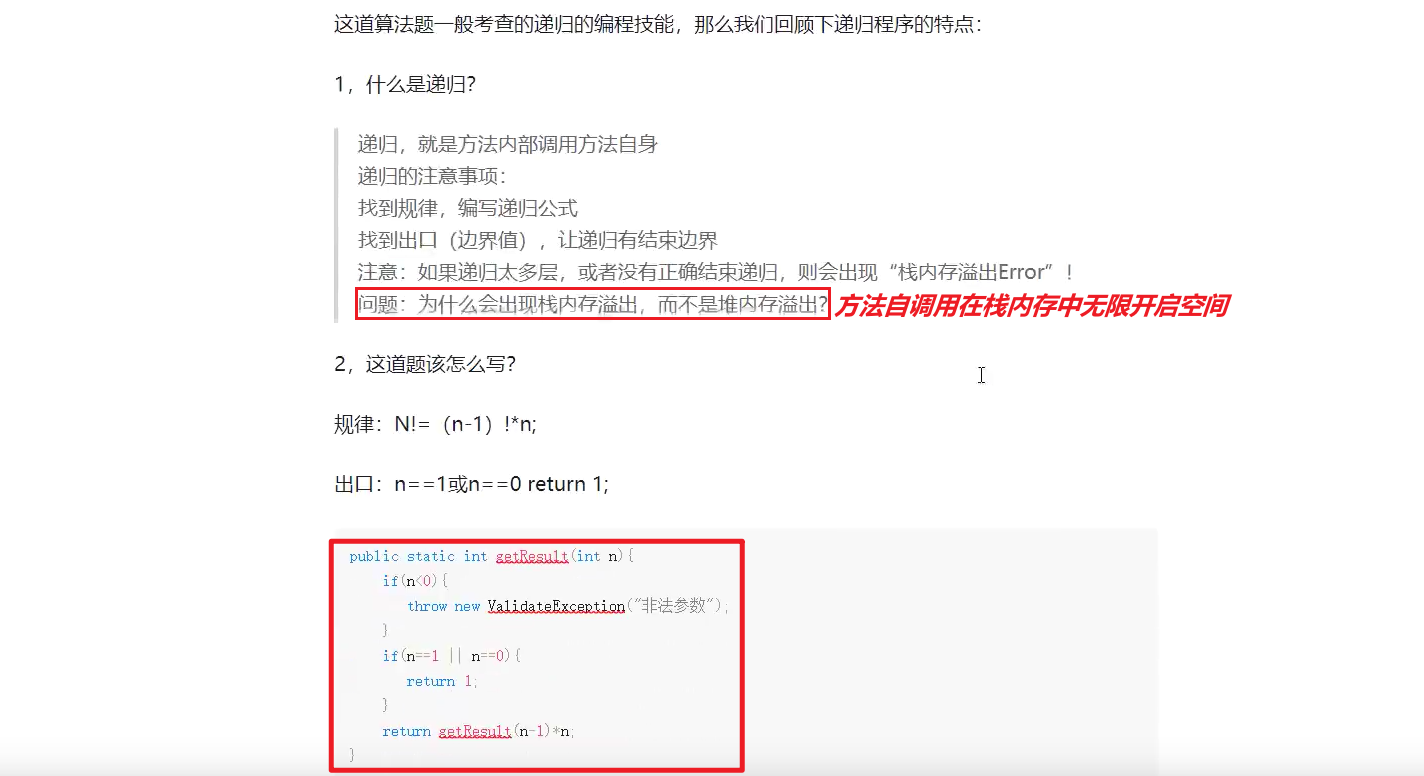 这道算法题一般考查的递归的编程技能，那么我们回顾下递归程序的特点：
1，什么是递归？
递归，就是方法内部调用方法自身
递归的注意事项：
找到规律，编写递归公式
找到出口（边界值），让递归有结束边界
注意：如果递归太多层，或者没有正确结束递归，则会出现“栈内存溢出Error”！
问题：为什么会出现栈内存溢出，而不是堆内存溢出？ 方法自调用在栈内存中无限开启空间
2，这道题该怎么写？
规律：N!=（n-1）!*n;
出口：n==1或n==0 return 1;
public static int getResult(int n){
if(n<0){
throw new ValidateException("非法参数");
}
if(n==1 || n==0){
return 1;
}
return getResult(n-1)*n;
}